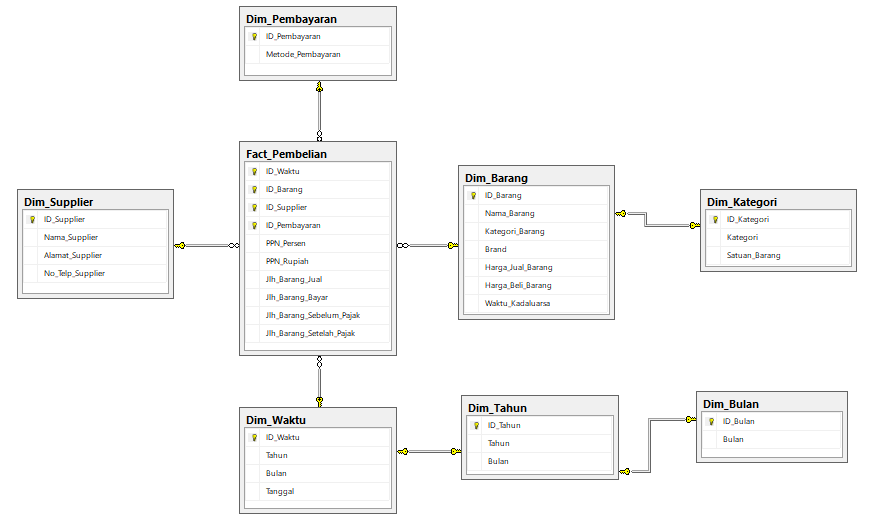 Dim_Pembayaran
ID_Pembayaran
Metode_Pembayaran
Fact_Pembelian
ID_Waktu
ID_Barang
ID_Supplier
ID_Pembayaran
PPN_Persen
PPN_Rupiah
Jlh_Barang_Jual
Jlh_Barang_Bayar
Jlh_Barang_Sebelum_Pajak
Jlh_Barang_Setelah_Pajak
Dim_Supplier
ID_Supplier
Nama_Supplier
Alamat_Supplier
No_Telp_Supplier
Dim_Barang
ID_Barang
Nama_Barang
Kategori_Barang
Brand
Harga_Jual_Barang
Harga_Beli_Barang
Waktu_Kadaluarsa
Dim_Kategori
ID_Kategori
Kategori
Satuan_Barang
Dim_Waktu
ID_Waktu
Tahun
Bulan
Tanggal
Dim_Tahun
ID_Tahun
Tahun
Bulan
Dim_Bulan
ID_Bulan
Bulan